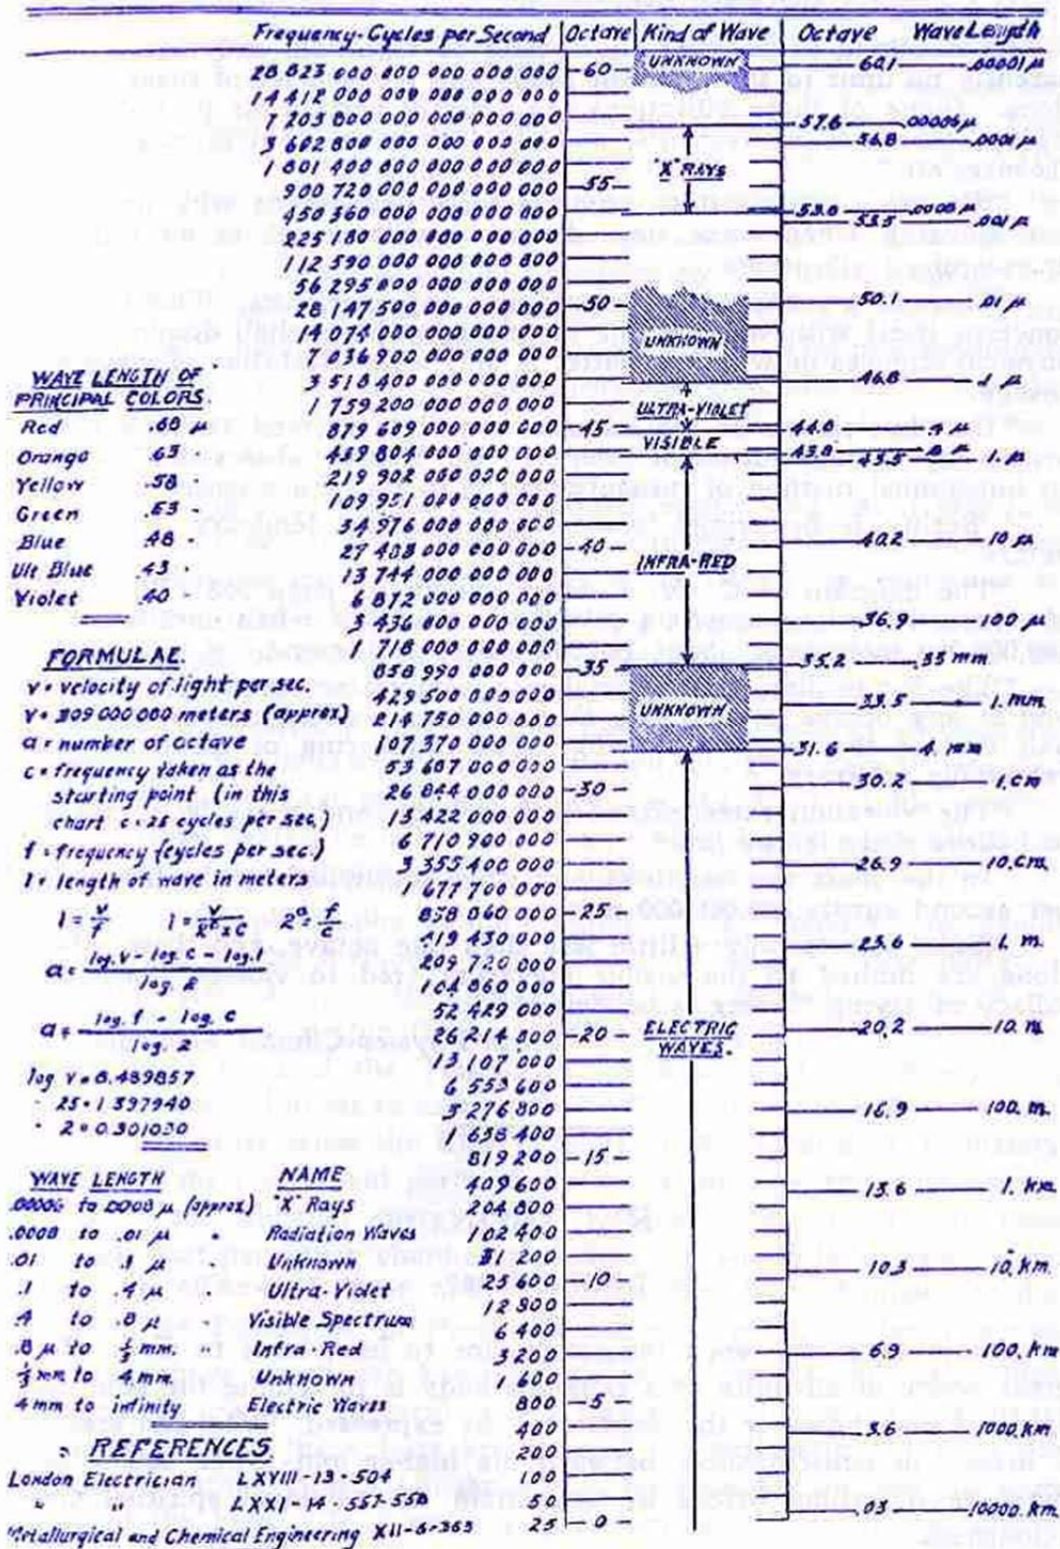 Frequency-Cycles per Second Octave Kind of Wave Octave Wave Length
28 823 000 000 000 000 000 60
14 412 000 000 000 000 000
7 205 800 000 000 000 000
3 602 800 000 000 000 000
1 801 400 000 000 000 000
900 720 000 000 000 000 55
450 360 000 000 000 000
225 180 000 000 000 000
112 590 000 000 000 000
56 295 000 000 000 000
28 147 500 000 000 000 50
14 074 000 000 000 000
7 036 900 000 000 000
3 518 400 000 000 000
1 759 200 000 000 000
879 609 000 000 000 45
439 804 000 000 000
219 902 000 000 000
109 951 000 000 000
54 976 000 000 000
27 488 000 000 000 40
13 744 000 000 000
6 872 000 000 000
3 436 000 000 000
1 718 000 000 000
858 990 000 000 35
429 500 000 000
214 750 000 000
107 370 000 000
53 687 000 000
26 844 000 000 30
13 422 000 000
6 710 900 000
3 355 400 000
1 677 700 000
838 860 000 25
419 430 000
209 720 000
104 860 000
52 429 000
26 214 400 20
13 107 000
6 553 600
3 276 800
1 638 400
819 200 15
409 600
204 800
102 400
51 200
25 600 10
12 800
6 400
3 200
1 600
800 5
400
200
100
50
25 0
UNKNOWN
"X" RAYS
UNKNOWN
ULTRA-VIOLET
VISIBLE
INFRA-RED
UNKNOWN
ELECTRIC
WAVES.
60.1 .00001 µ
57.6 .00006 µ
56.8 .0001 µ
53.8 .0008 µ
53.5 .001 µ
50.1 .01 µ
46.8 .1 µ
44.8 .4 µ
43.8 .8 µ
43.5 1. µ
40.2 10 µ
36.9 100 µ
35.2 .33 mm
33.5 1. mm
31.6 4. mm
30.2 1. cm
26.9 10. Cm.
23.6 1. m.
20.2 10. m.
16.9 100. m.
13.6 1. km
10.3 10. km.
6.9 100. km
3.6 1000. km
.03 10000. km
WAVE LENGTH OF
PRINCIPAL COLORS.
Red .68 µ
Orange .63 "
Yellow .58 "
Green .53 "
Blue .48 "
Ult. Blue .43 "
Violet .40 "
FORMULAE.
v = velocity of light per sec.
v = 309 000 000 meters (approx)
a = number of octave
c = frequency taken as the
starting point (in this
chart c = 25 cycles per sec.)
f = frequency (cycles per sec.)
l = length of wave in meters
l = v/f l = v/(2ᵃ x c) 2ᵃ = f/c
a = (log. v - log. c - log. l)/log. 2
a = (log. f - log. c)/log. 2
log. v = 8.489857
" 25 = 1.397940
" 2 = 0.301030
WAVE LENGTH NAME
.00006 to .0008 µ (approx) "X" Rays
.0008 to .01 µ " Radiation Waves
.01 to .1 µ " Unknown
.1 to .4 µ " Ultra-Violet
.4 to .8 µ " Visible Spectrum
.8 µ to ⅓ mm. " Infra-Red
⅓ mm to 4 mm. Unknown
4 mm to infinity Electric Waves
REFERENCES
London Electrician LXVIII-13-504
" " LXXI-14-557-558
Metallurgical and Chemical Engineering XII-6-363